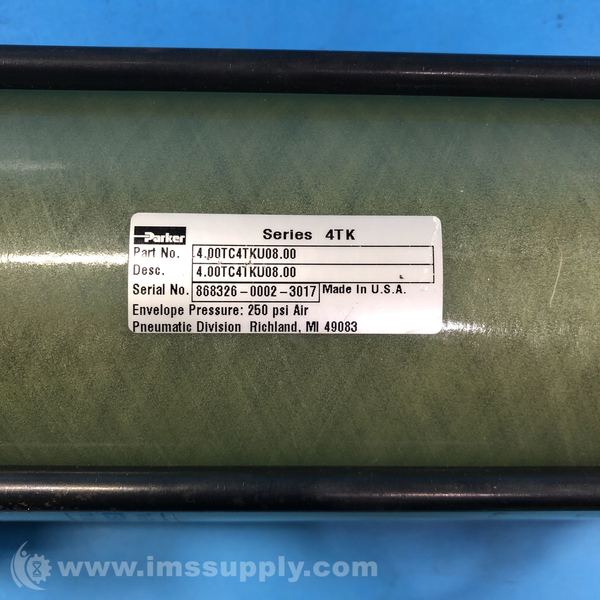 Parker
Series 4TK
Part No. 4.00TC4TKU08.00
Desc. 4.00TC4TKU08.00
Serial No. 868326-0002-3017 Made In U.S.A.
Envelope Pressure: 250 psi Air
Pneumatic Division Richland, MI 49083
www.imssupply.com